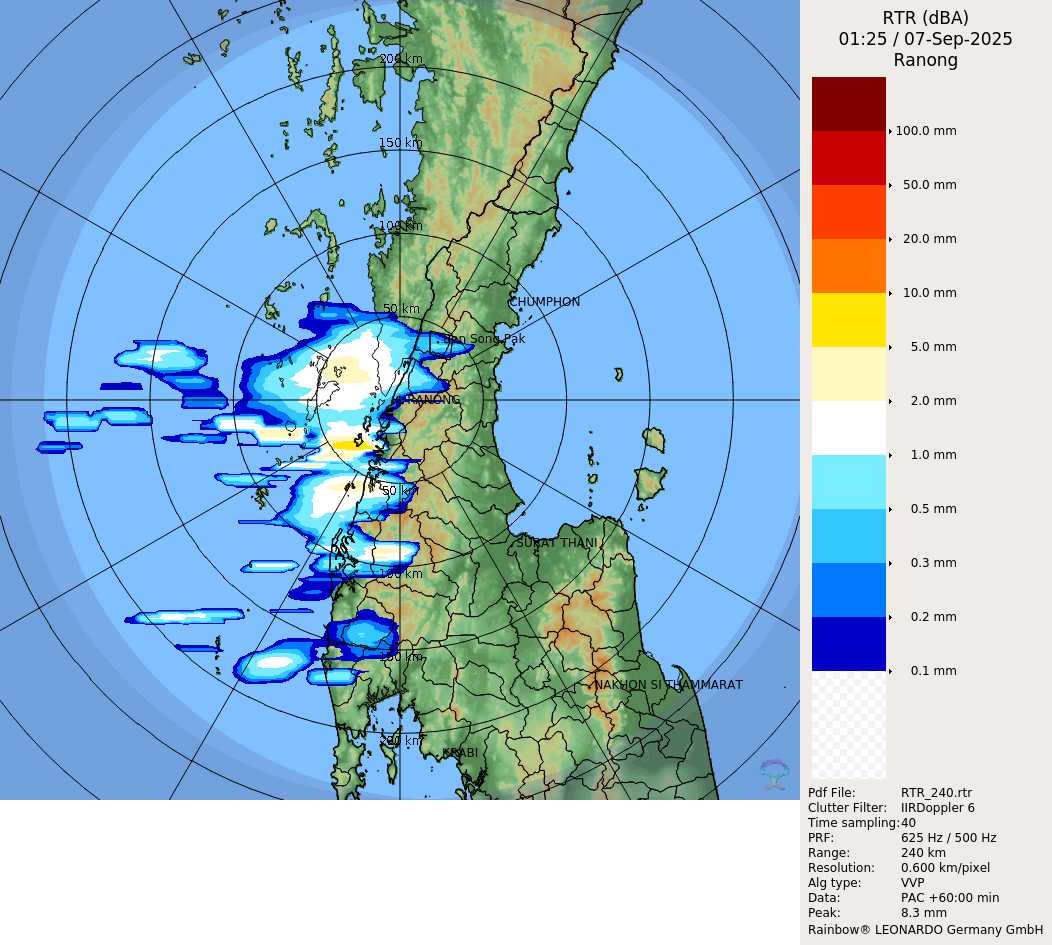 RTR (dBA)
01:25 / 07-Sep-2025
Ranong
200 km
150 km
100 km
50 km
CHUMPHON
Ban Song Pak
RANONG
50 km
SURAT THANI
100 km
150 km
NAKHON SI THAMMARAT
200 km
KRABI
100.0 mm
50.0 mm
20.0 mm
10.0 mm
5.0 mm
2.0 mm
1.0 mm
0.5 mm
0.3 mm
0.2 mm
0.1 mm
Pdf File: RTR_240.rtr
Clutter Filter: IIRDoppler 6
Time sampling: 40
PRF: 625 Hz / 500 Hz
Range: 240 km
Resolution: 0.600 km/pixel
Alg type: VVP
Data: PAC +60:00 min
Peak: 8.3 mm
Rainbow® LEONARDO Germany GmbH